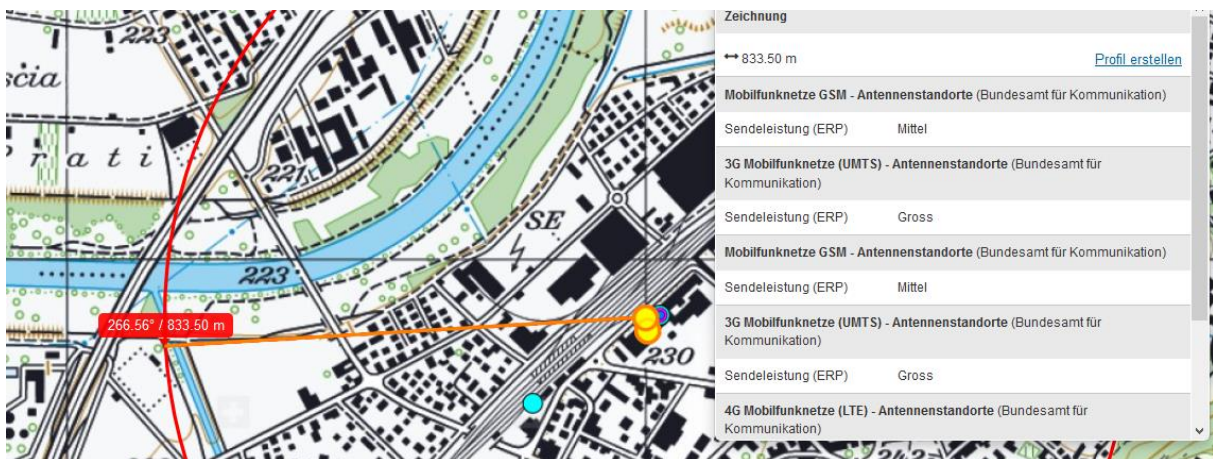 223
scia
P r a t i
221
SE
223
266.56° / 833.50 m
230
242
Zeichnung
↔ 833.50 m Profil erstellen
Mobilfunknetze GSM - Antennenstandorte (Bundesamt für Kommunikation)
Sendeleistung (ERP) Mittel
3G Mobilfunknetze (UMTS) - Antennenstandorte (Bundesamt für
Kommunikation)
Sendeleistung (ERP) Gross
Mobilfunknetze GSM - Antennenstandorte (Bundesamt für Kommunikation)
Sendeleistung (ERP) Mittel
3G Mobilfunknetze (UMTS) - Antennenstandorte (Bundesamt für
Kommunikation)
Sendeleistung (ERP) Gross
4G Mobilfunknetze (LTE) - Antennenstandorte (Bundesamt für
Kommunikation)